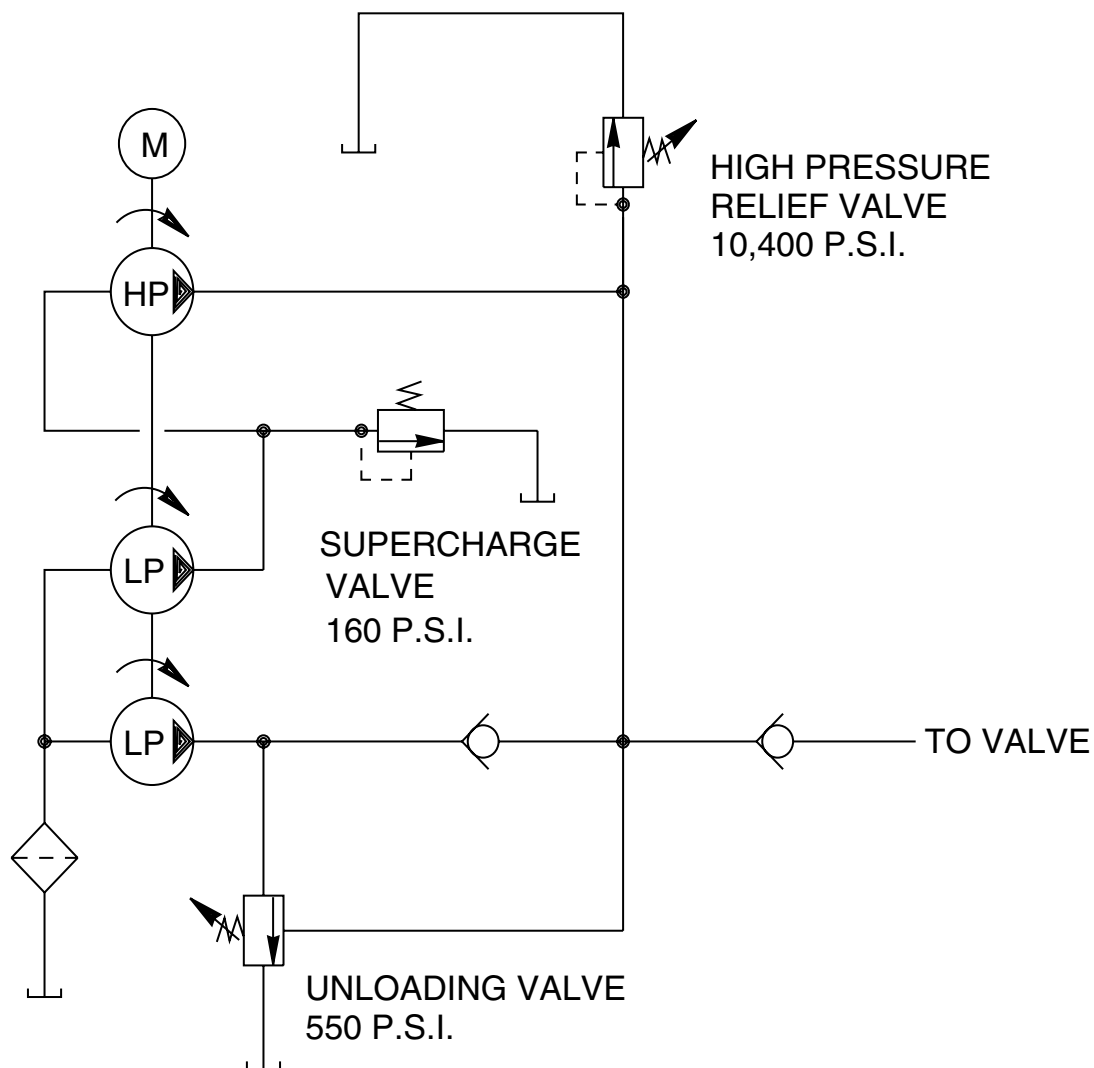 M
HIGH PRESSURE
RELIEF VALVE
10,400 P.S.I.
HP
SUPERCHARGE
VALVE
160 P.S.I.
LP
LP
TO VALVE
UNLOADING VALVE
550 P.S.I.